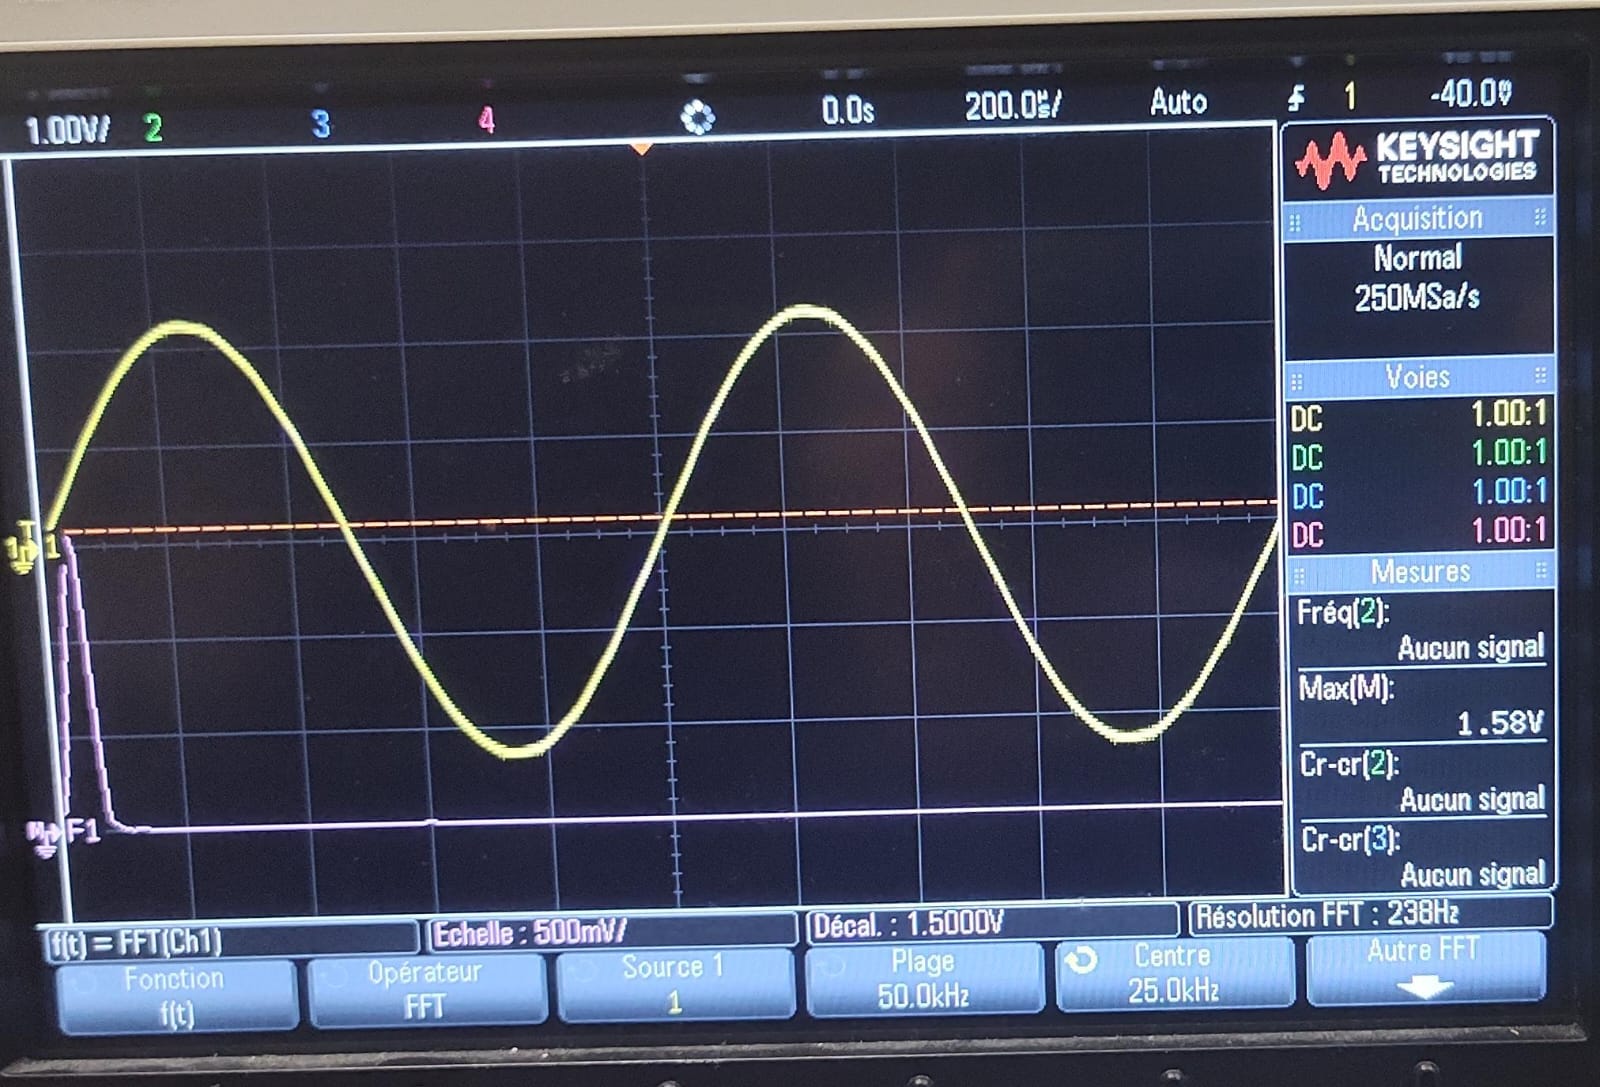 1.00V/ 2 3 4 0.0s 200.0µs/ Auto 1 -40.0V
KEYSIGHT
TECHNOLOGIES
Acquisition
Normal
250MSa/s
Voies
DC 1.00:1
DC 1.00:1
DC 1.00:1
DC 1.00:1
Mesures
Fréq(2):
Aucun signal
Max(M):
1.58V
Cr-cr(2):
Aucun signal
Cr-cr(3):
Aucun signal
T
1
F1
f(t) = FFT(Ch1) Echelle : 500mV/ Décal. : 1.5000V Résolution FFT : 238Hz
Fonction
f(t)
Opérateur
FFT
Source 1
1
Plage
50.0kHz
Centre
25.0kHz
Autre FFT